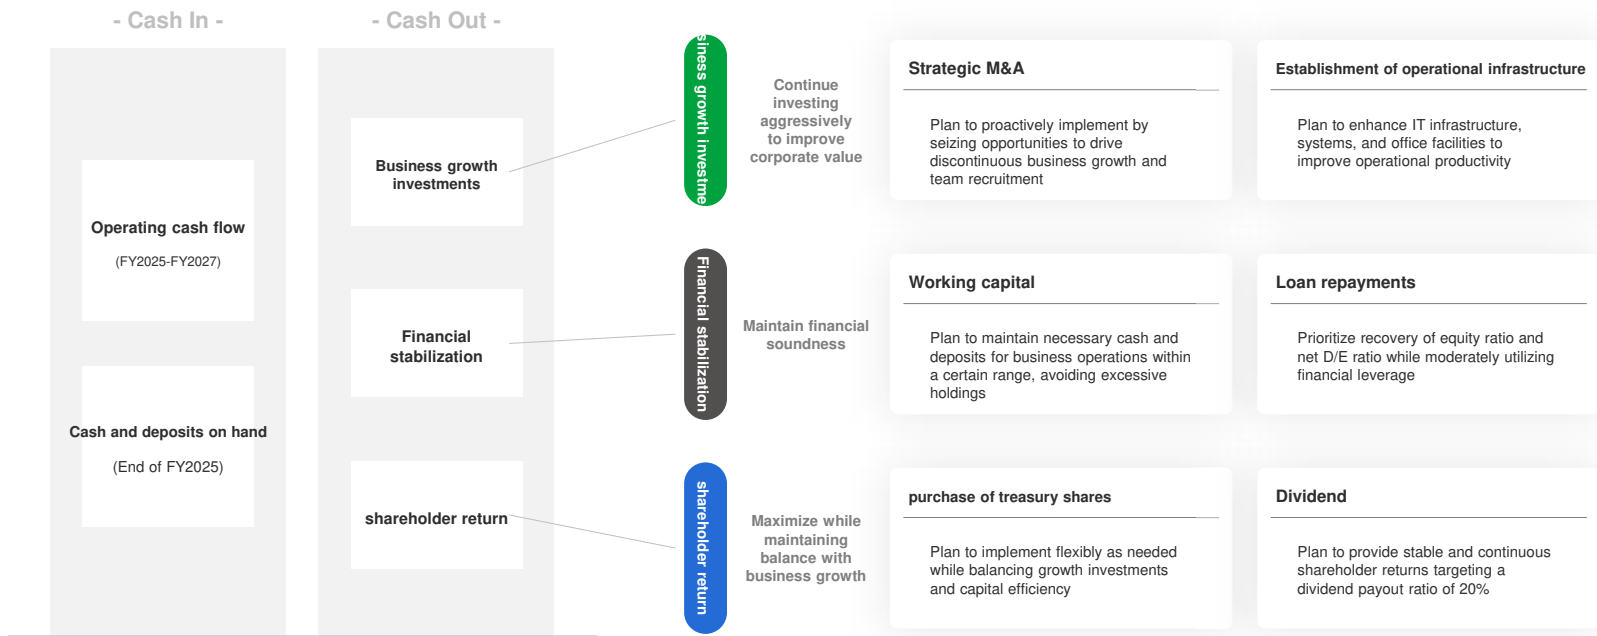 - Cash In -
- Cash Out -
Operating cash flow
(FY2025-FY2027)
Cash and deposits on hand
(End of FY2025)
Business growth
investments
Financial
stabilization
shareholder return
siness growth investme
Continue
investing
aggressively
to improve
corporate value
Strategic M&A
Plan to proactively implement by
seizing opportunities to drive
discontinuous business growth and
team recruitment
Establishment of operational infrastructure
Plan to enhance IT infrastructure,
systems, and office facilities to
improve operational productivity
Financial stabilization
Maintain financial
soundness
Working capital
Plan to maintain necessary cash and
deposits for business operations within
a certain range, avoiding excessive
holdings
Loan repayments
Prioritize recovery of equity ratio and
net D/E ratio while moderately utilizing
financial leverage
shareholder return
Maximize while
maintaining
balance with
business growth
purchase of treasury shares
Plan to implement flexibly as needed
while balancing growth investments
and capital efficiency
Dividend
Plan to provide stable and continuous
shareholder returns targeting a
dividend payout ratio of 20%